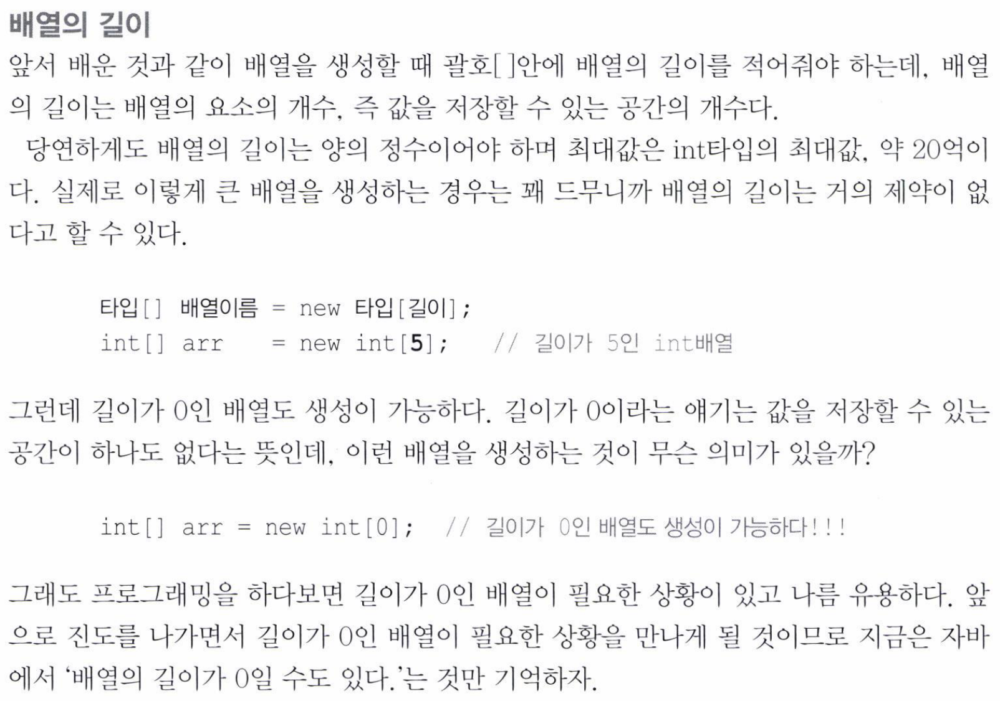 배열의 길이
앞서 배운 것과 같이 배열을 생성할 때 괄호[ ]안에 배열의 길이를 적어줘야 하는데, 배열
의 길이는 배열의 요소의 개수, 즉 값을 저장할 수 있는 공간의 개수다.
당연하게도 배열의 길이는 양의 정수이어야 하며 최대값은 int타입의 최대값, 약 20억이
다. 실제로 이렇게 큰 배열을 생성하는 경우는 꽤 드무니까 배열의 길이는 거의 제약이 없
다고 할 수 있다.
타입[] 배열이름 = new 타입[길이];
int[] arr = new int[5]; // 길이가 5인 int배열
그런데 길이가 0인 배열도 생성이 가능하다. 길이가 0이라는 얘기는 값을 저장할 수 있는
공간이 하나도 없다는 뜻인데, 이런 배열을 생성하는 것이 무슨 의미가 있을까?
int[] arr = new int[0]; // 길이가 0인 배열도 생성이 가능하다!!!
그래도 프로그래밍을 하다보면 길이가 0인 배열이 필요한 상황이 있고 나름 유용하다. 앞
으로 진도를 나가면서 길이가 0인 배열이 필요한 상황을 만나게 될 것이므로 지금은 자바
에서 ‘배열의 길이가 0일 수도 있다.’는 것만 기억하자.